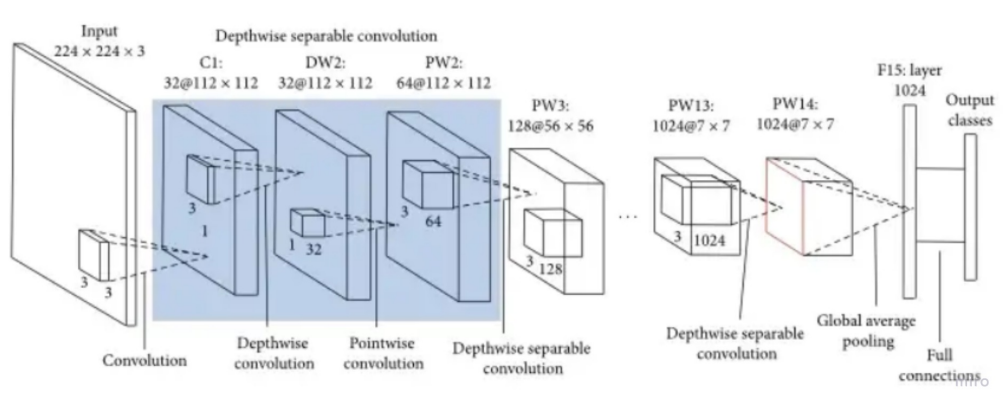 Input
224 × 224 × 3
Depthwise separable convolution
C1:
32@112 × 112
DW2:
32@112 × 112
PW2:
64@112 × 112
PW3:
128@56 × 56
PW13:
1024@7 × 7
PW14:
1024@7 × 7
F15: layer
1024
Output
classes
3
3
3
1
1 32
3
64
3 128
...
3 1024
Convolution
Depthwise
convolution
Pointwise
convolution
Depthwise separable
convolution
Depthwise separable
convolution
Global average
pooling
Full
connections
miro